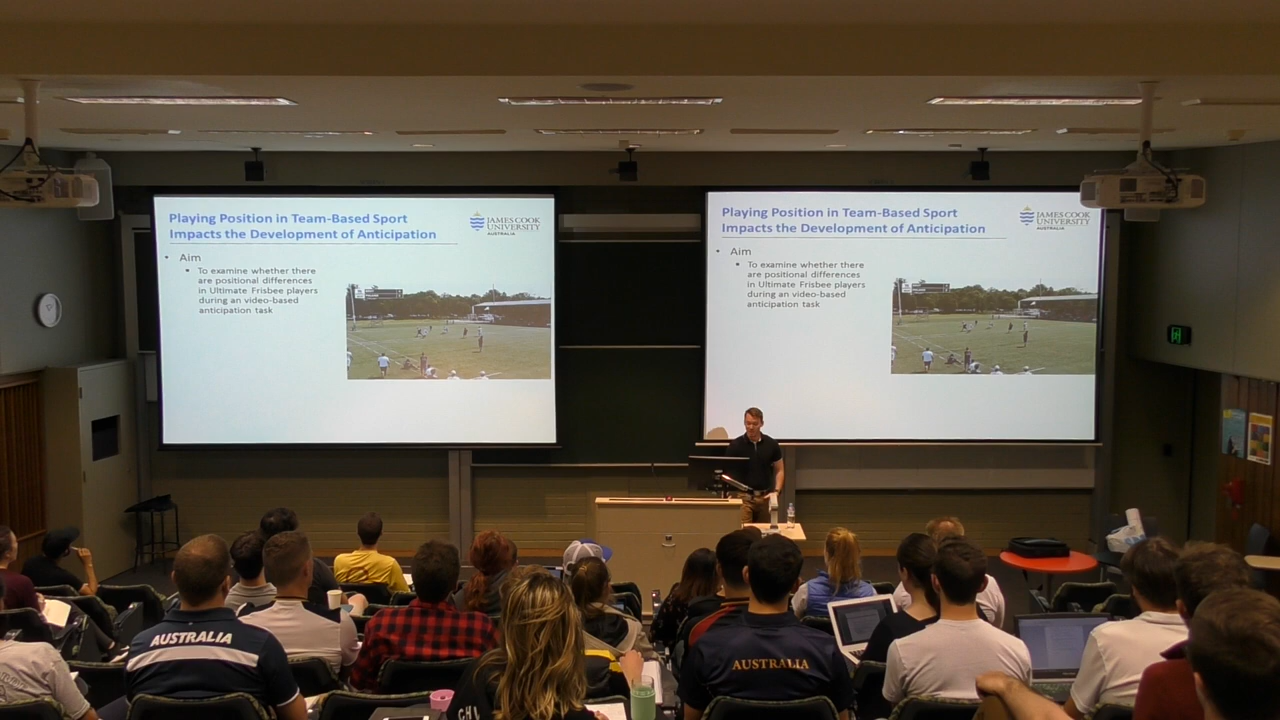 Playing Position in Team-Based Sport
Impacts the Development of Anticipation
JAMES COOK
UNIVERSITY
AUSTRALIA
• Aim
• To examine whether there
are positional differences
in Ultimate Frisbee players
during an video-based
anticipation task
Playing Position in Team-Based Sport
Impacts the Development of Anticipation
JAMES COOK
UNIVERSITY
AUSTRALIA
• Aim
• To examine whether there
are positional differences
in Ultimate Frisbee players
during an video-based
anticipation task
AUSTRALIA
AUSTRALIA